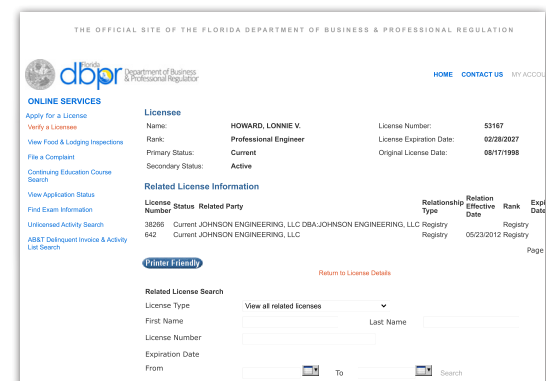 THE OFFICIAL SITE OF THE FLORIDA DEPARTMENT OF BUSINESS & PROFESSIONAL REGULATION
Florida
dbpr Department of Business
& Professional Regulation
HOME CONTACT US MY ACCOU
ONLINE SERVICES
Apply for a License
Verify a Licensee
View Food & Lodging Inspections
File a Complaint
Continuing Education Course
Search
View Application Status
Find Exam Information
Unlicensed Activity Search
AB&T Delinquent Invoice & Activity
List Search
Licensee
Name: HOWARD, LONNIE V. License Number: 53167
Rank: Professional Engineer License Expiration Date: 02/28/2027
Primary Status: Current Original License Date: 08/17/1998
Secondary Status: Active
Related License Information
License Number Status Related Party Relationship Type Relation Effective Date Rank Expi Date
38266 Current JOHNSON ENGINEERING, LLC DBA:JOHNSON ENGINEERING, LLC Registry Registry
642 Current JOHNSON ENGINEERING, LLC Registry 05/23/2012 Registry
Page
Printer Friendly
Return to License Details
Related License Search
License Type View all related licenses
First Name Last Name
License Number
Expiration Date
From To Search